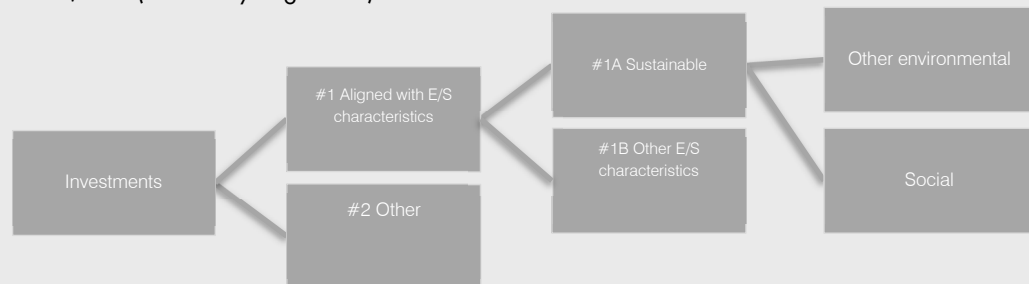 Investments
#1 Aligned with E/S
characteristics
#2 Other
#1A Sustainable
#1B Other E/S
characteristics
Other environmental
Social